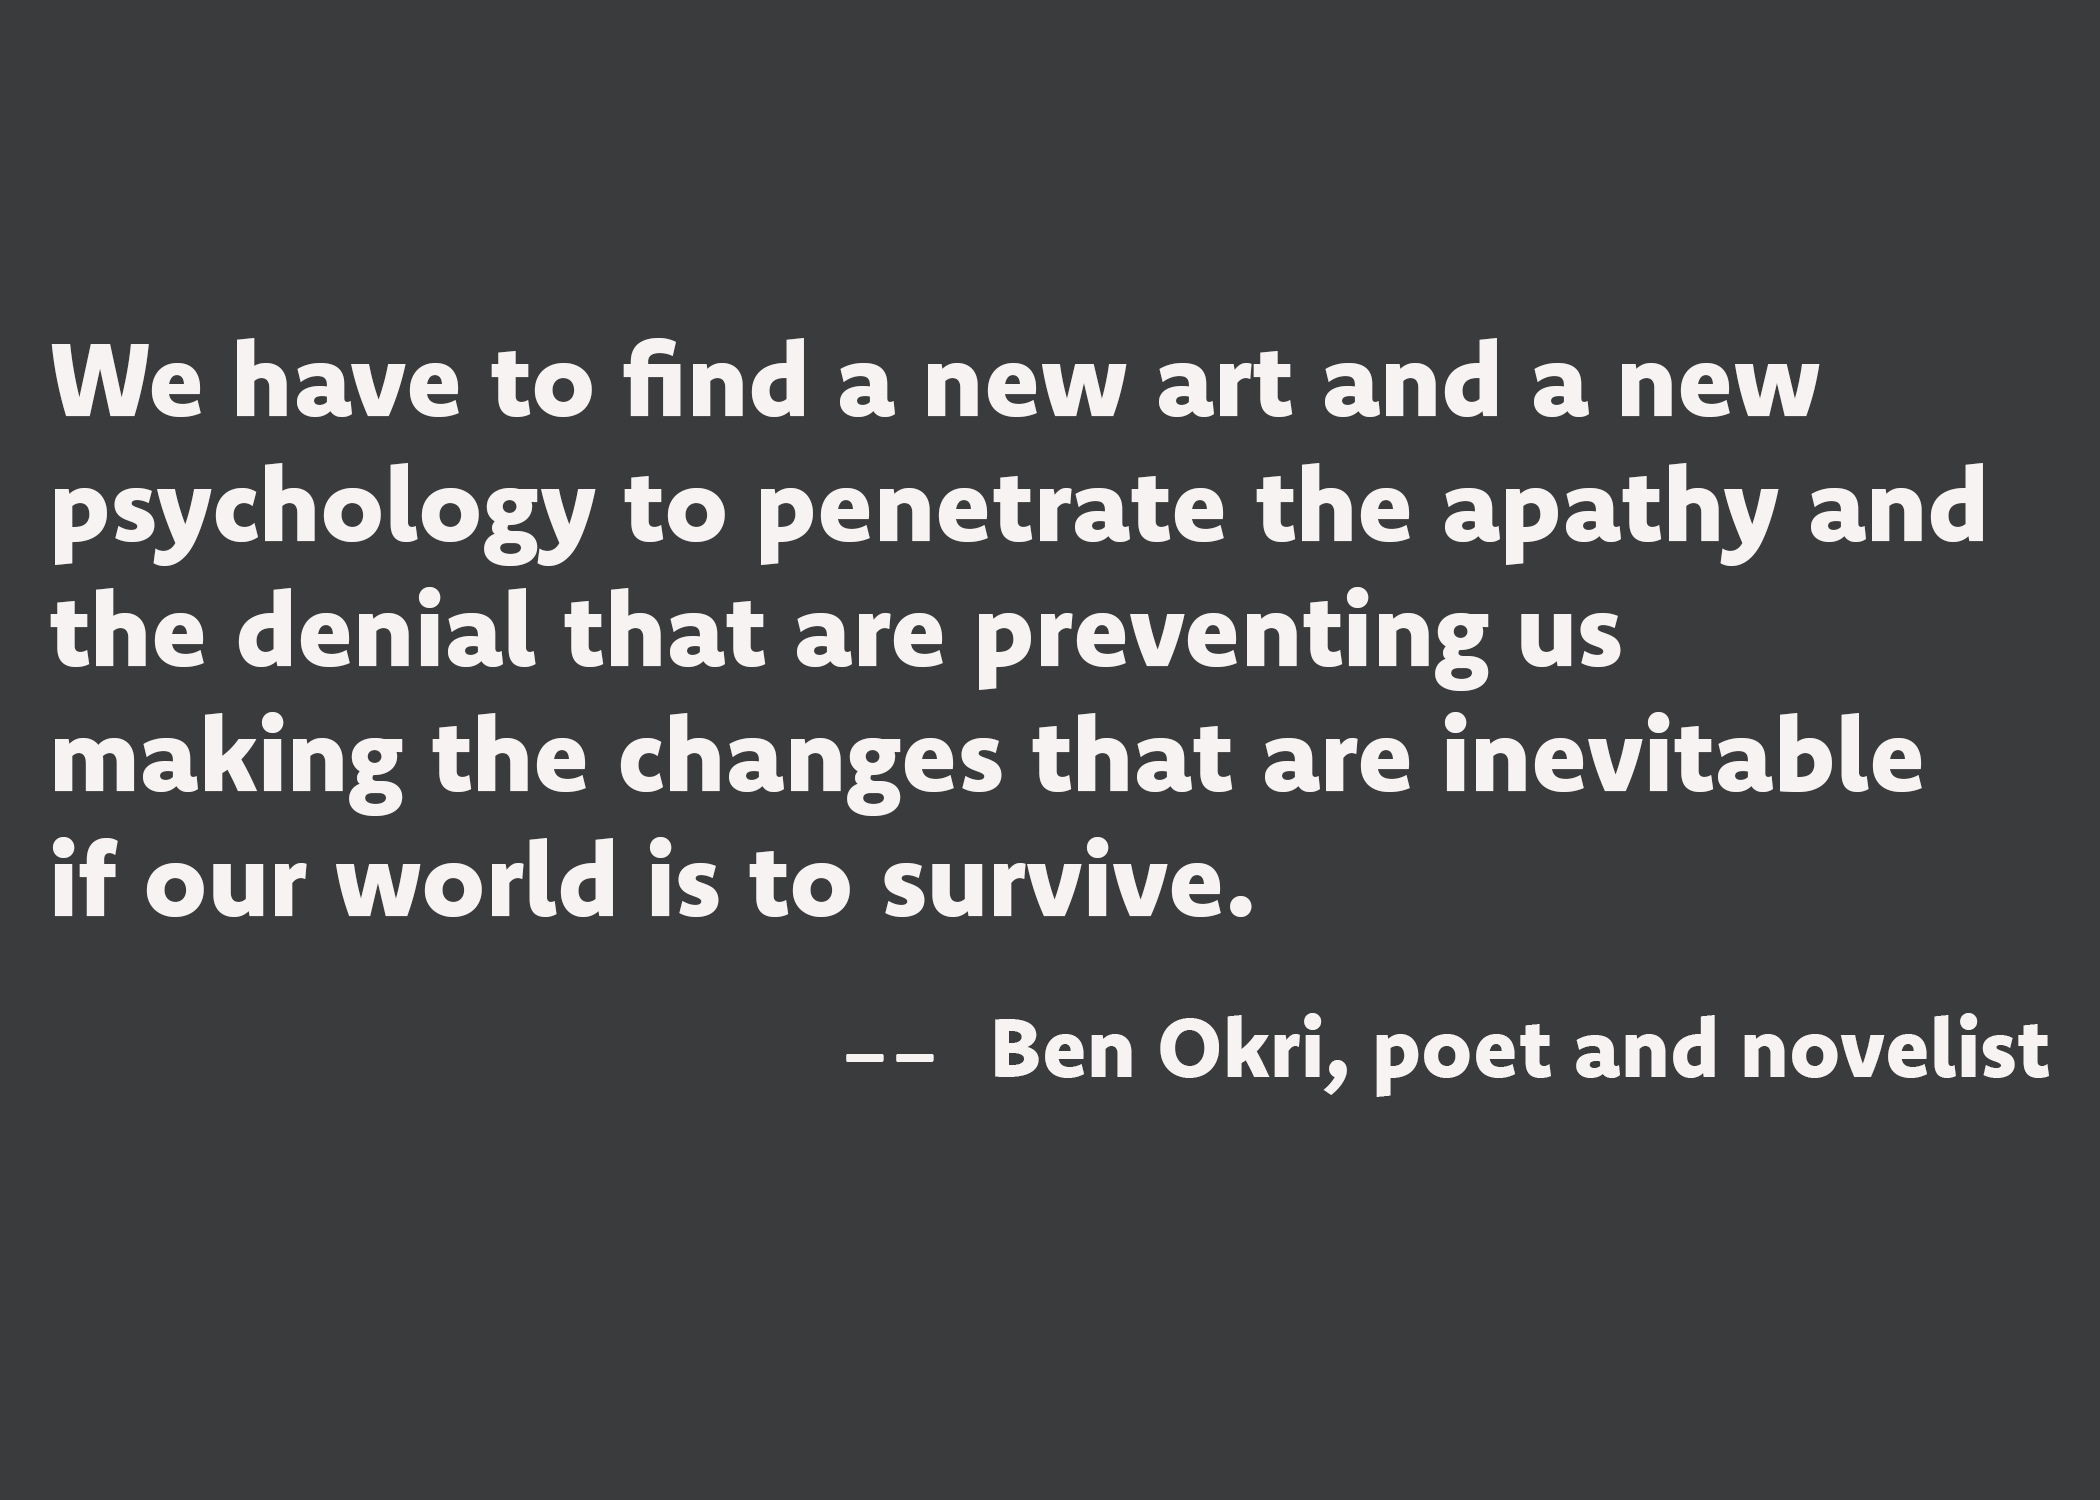 We have to find a new art and a new
psychology to penetrate the apathy and
the denial that are preventing us
making the changes that are inevitable
if our world is to survive.
–– Ben Okri, poet and novelist